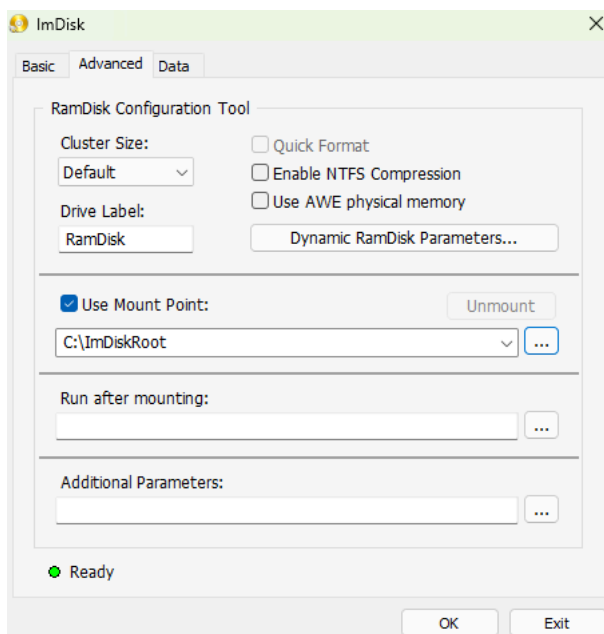 ImDisk
Basic Advanced Data
RamDisk Configuration Tool
Cluster Size:
Default
Quick Format
Enable NTFS Compression
Use AWE physical memory
Drive Label:
RamDisk
Dynamic RamDisk Parameters...
Use Mount Point:
Unmount
C:\ImDiskRoot
...
Run after mounting:
...
Additional Parameters:
...
Ready
OK Exit